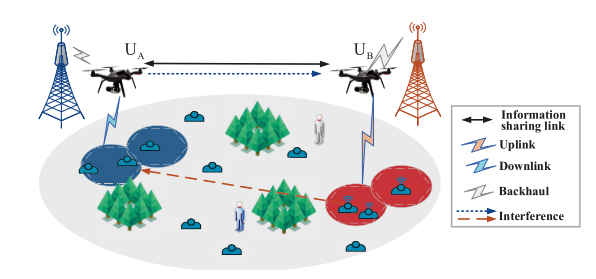 U_A
U_B
Information
sharing link
Uplink
Downlink
Backhaul
Interference